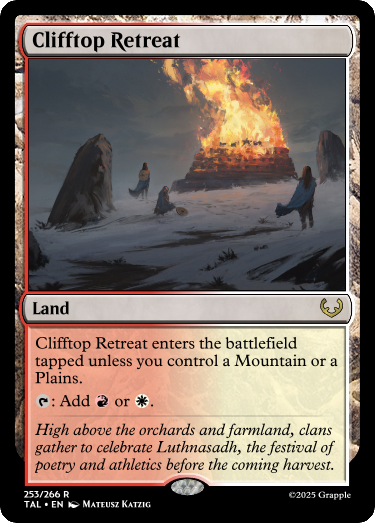 Clifftop Retreat
Land
Clifftop Retreat enters the battlefield
tapped unless you control a Mountain or a
Plains.
: Add or .
High above the orchards and farmland, clans
gather to celebrate Luthnasadh, the festival of
poetry and athletics before the coming harvest.
253/266 R
TAL • EN Mateusz Katzig
©2025 Grapple